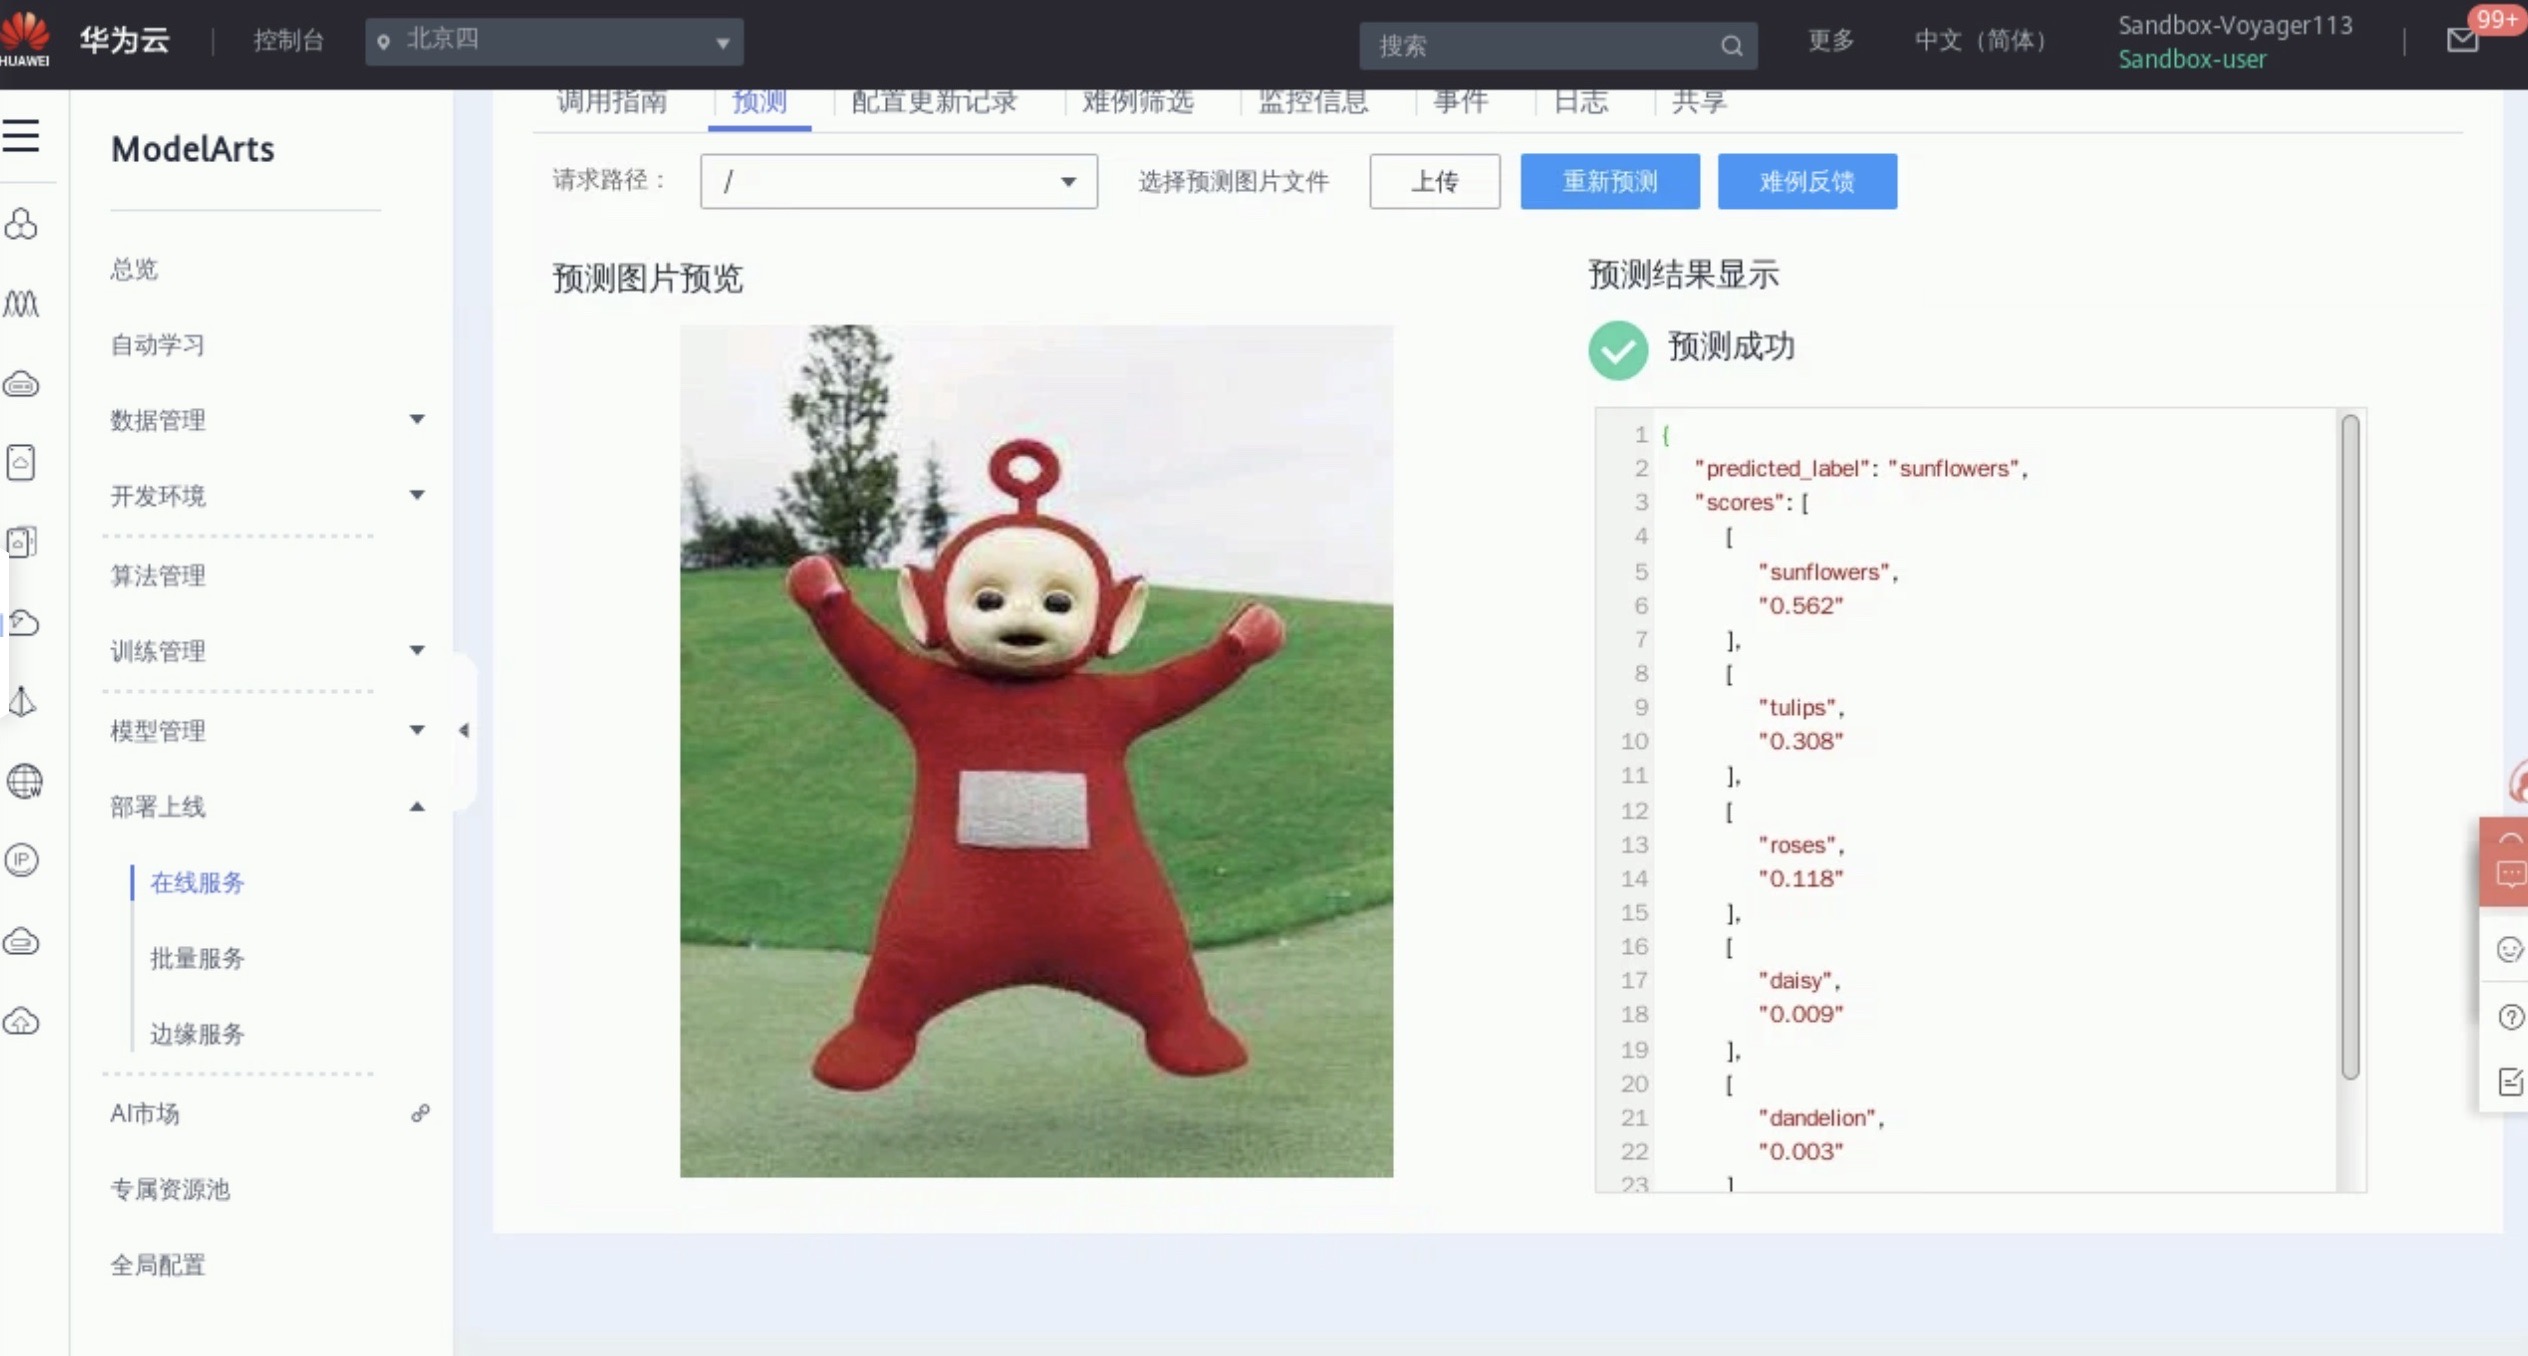 HUAWEI
华为云
控制台
北京四
搜索
更多
中文（简体）
Sandbox-Voyager113
Sandbox-user
99+
ModelArts
总览
自动学习
数据管理
开发环境
算法管理
训练管理
模型管理
部署上线
在线服务
批量服务
边缘服务
AI市场
专属资源池
全局配置
调用指南
预测
配置更新记录
难例筛选
监控信息
事件
日志
共享
请求路径：
/
选择预测图片文件
上传
重新预测
难例反馈
预测图片预览
预测结果显示
预测成功
1 {
2 "predicted_label": "sunflowers",
3 "scores": [
4 [
5 "sunflowers",
6 "0.562"
7 ],
8 [
9 "tulips",
10 "0.308"
11 ],
12 [
13 "roses",
14 "0.118"
15 ],
16 [
17 "daisy",
18 "0.009"
19 ],
20 [
21 "dandelion",
22 "0.003"
23 ]
IP
W